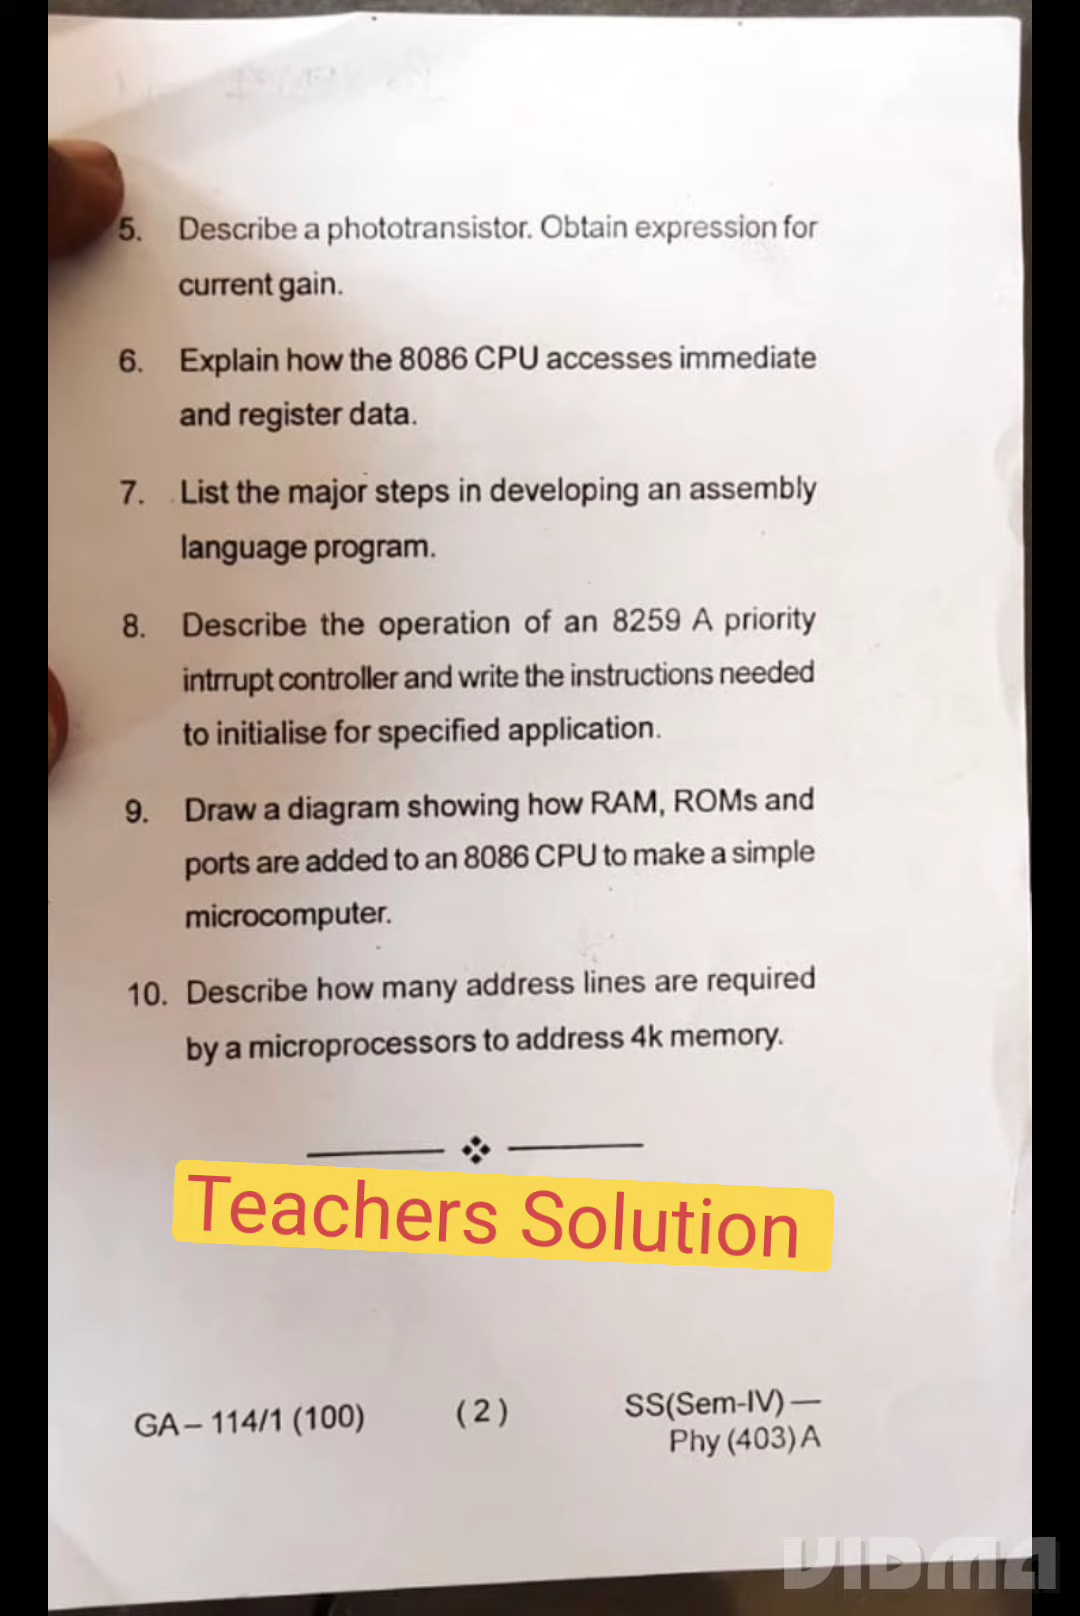 5. Describe a phototransistor. Obtain expression for
current gain.
6. Explain how the 8086 CPU accesses immediate
and register data.
7. List the major steps in developing an assembly
language program.
8. Describe the operation of an 8259 A priority
intrrupt controller and write the instructions needed
to initialise for specified application.
9. Draw a diagram showing how RAM, ROMs and
ports are added to an 8086 CPU to make a simple
microcomputer.
10. Describe how many address lines are required
by a microprocessors to address 4k memory.
Teachers Solution
GA – 114/1 (100) (2) SS(Sem-IV) —
Phy (403) A
VIDMA